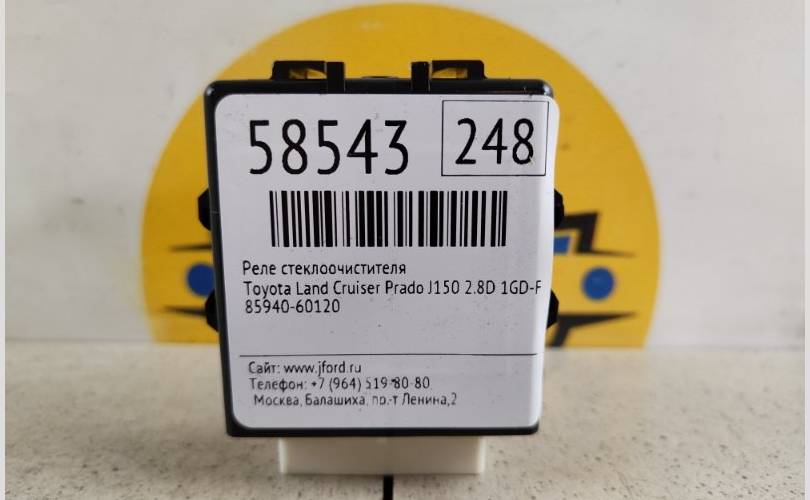 58543 248
Реле стеклоочистителя
Toyota Land Cruiser Prado J150 2.8D 1GD-F
85940-60120
Сайт: www.jford.ru
Телефон: +7 (964) 519-80-80
Москва, Балашиха, пр-т Ленина,2